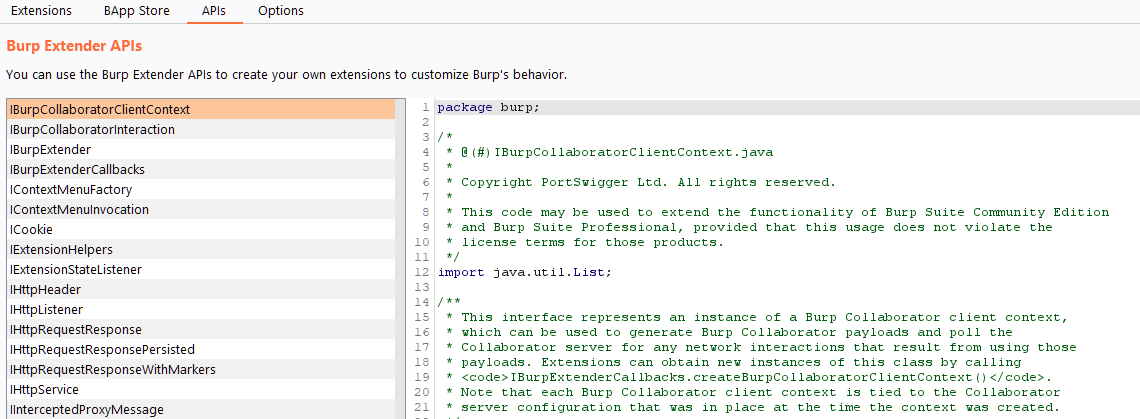 Extensions BApp Store APIs Options
Burp Extender APIs
You can use the Burp Extender APIs to create your own extensions to customize Burp's behavior.
IBurpCollaboratorClientContext
IBurpCollaboratorInteraction
IBurpExtender
IBurpExtenderCallbacks
IContextMenuFactory
IContextMenuInvocation
ICookie
IExtensionHelpers
IExtensionStateListener
IHttpHeader
IHttpListener
IHttpRequestResponse
IHttpRequestResponsePersisted
IHttpRequestResponseWithMarkers
IHttpService
IInterceptedProxyMessage
1 package burp;
2
3 /*
4 * @(#)IBurpCollaboratorClientContext.java
5 *
6 * Copyright PortSwigger Ltd. All rights reserved.
7 *
8 * This code may be used to extend the functionality of Burp Suite Community Edition
9 * and Burp Suite Professional, provided that this usage does not violate the
10 * license terms for those products.
11 */
12 import java.util.List;
13
14 /**
15 * This interface represents an instance of a Burp Collaborator client context,
16 * which can be used to generate Burp Collaborator payloads and poll the
17 * Collaborator server for any network interactions that result from using those
18 * payloads. Extensions can obtain new instances of this class by calling
19 * <code>IBurpExtenderCallbacks.createBurpCollaboratorClientContext()</code>.
20 * Note that each Burp Collaborator client context is tied to the Collaborator
21 * server configuration that was in place at the time the context was created.